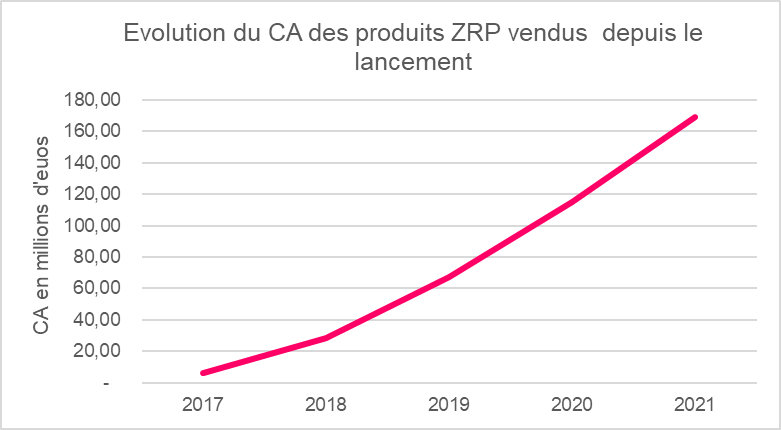 Evolution du CA des produits ZRP vendus  depuis le
lancement
CA en millions d'euos
180,00
160,00
140,00
120,00
100,00
80,00
60,00
40,00
20,00
-
2017 2018 2019 2020 2021